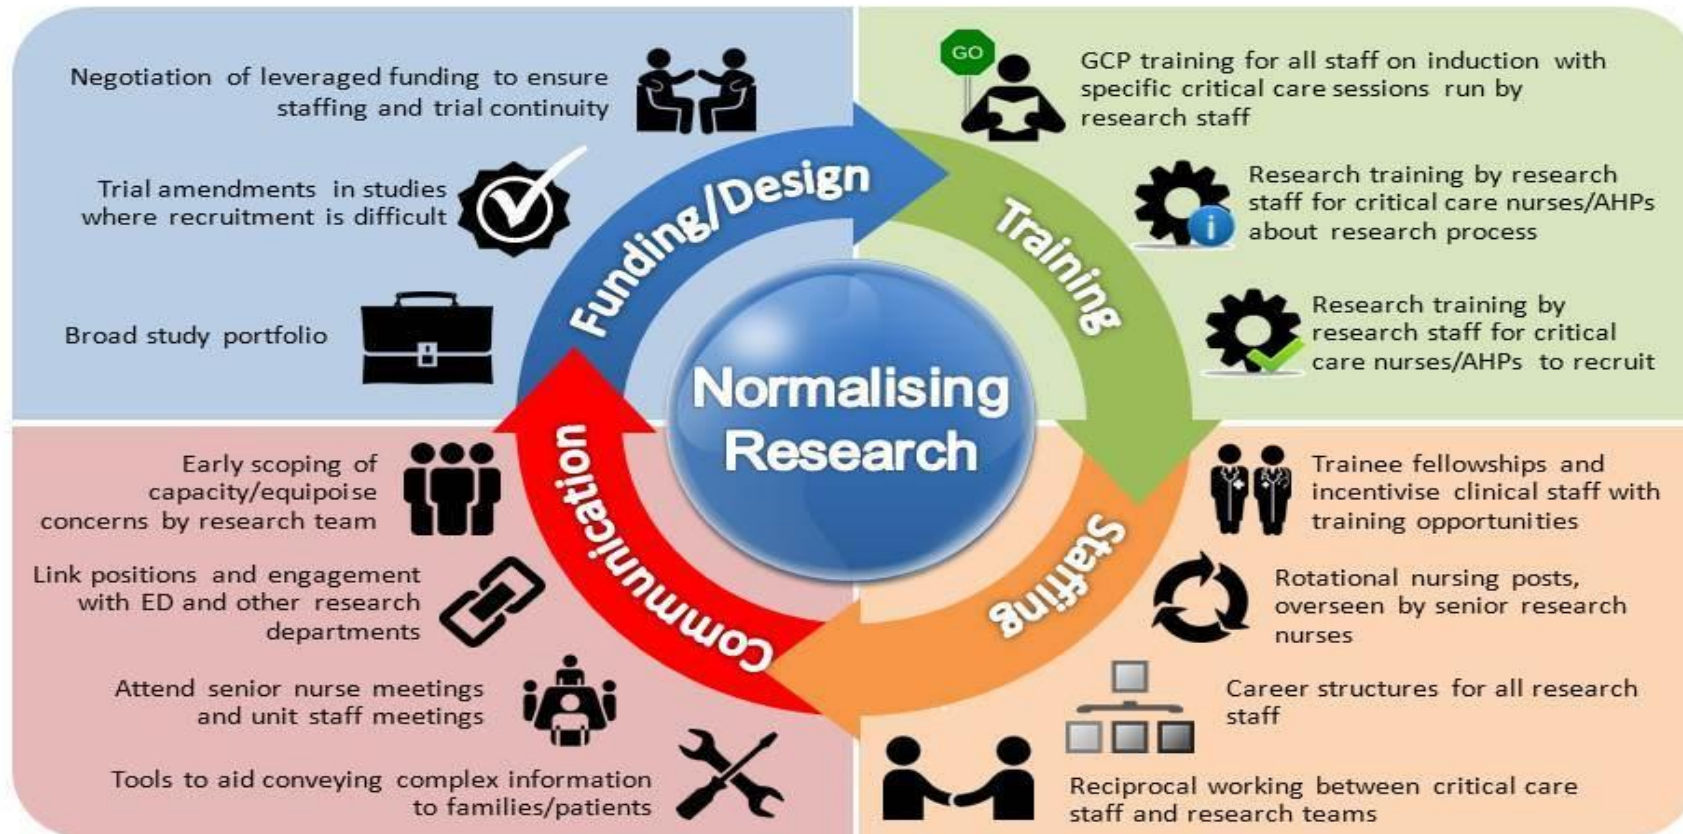 Negotiation of leveraged funding to ensure
staffing and trial continuity
Trial amendments in studies
where recruitment is difficult
Broad study portfolio
Funding/Design
GO
GCP training for all staff on induction with
specific critical care sessions run by
research staff
Research training by research
staff for critical care nurses/AHPs
about research process
i
Research training by
research staff for critical
care nurses/AHPs to recruit
Training
Normalising
Research
Early scoping of
capacity/equipoise
concerns by research team
Link positions and engagement
with ED and other research
departments
Attend senior nurse meetings
and unit staff meetings
Tools to aid conveying complex information
to families/patients
Communication
Staffing
Trainee fellowships and
incentivise clinical staff with
training opportunities
Rotational nursing posts,
overseen by senior research
nurses
Career structures for all research
staff
Reciprocal working between critical care
staff and research teams